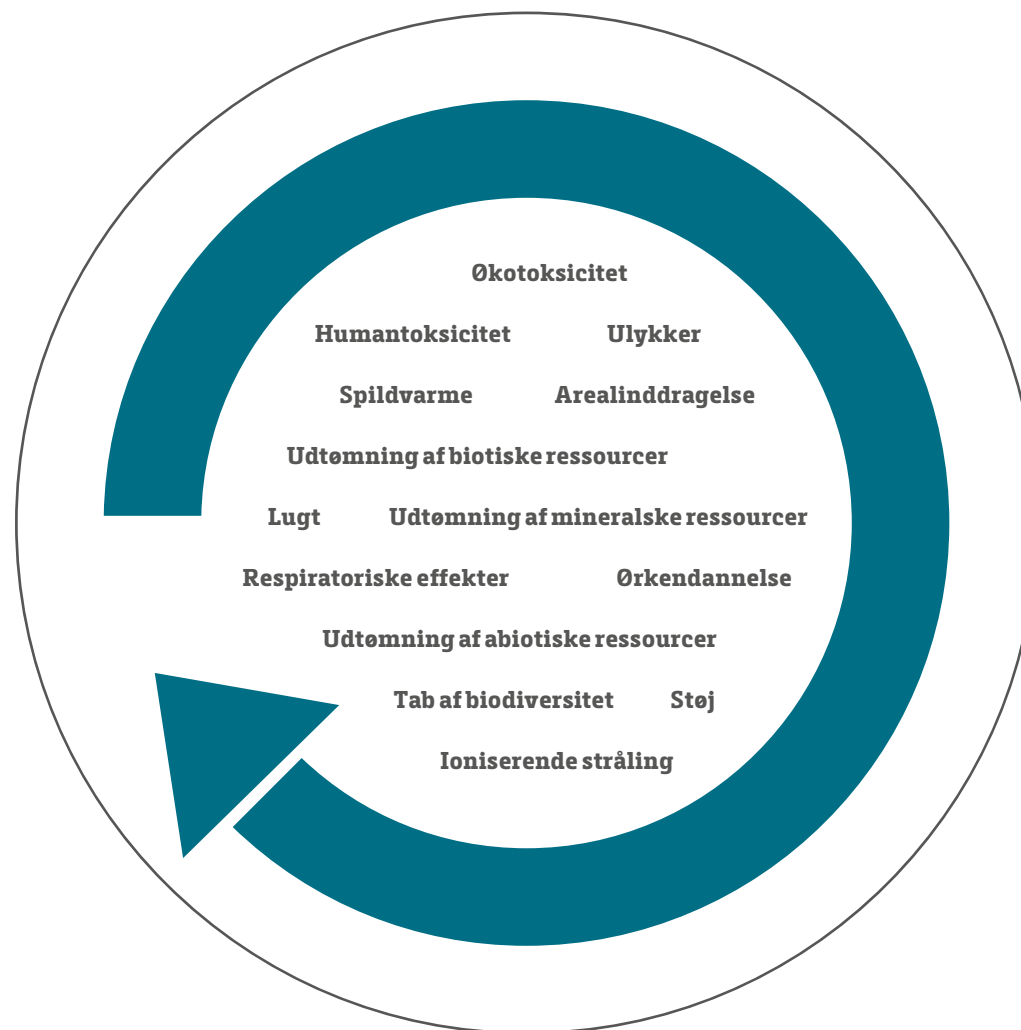 Økotoksicitet
Humantoksicitet Ulykker
Spildvarme Arealinddragelse
Udtømning af biotiske ressourcer
Lugt Udtømning af mineralske ressourcer
Respiratoriske effekter Ørkendannelse
Udtømning af abiotiske ressourcer
Tab af biodiversitet Støj
Ioniserende stråling